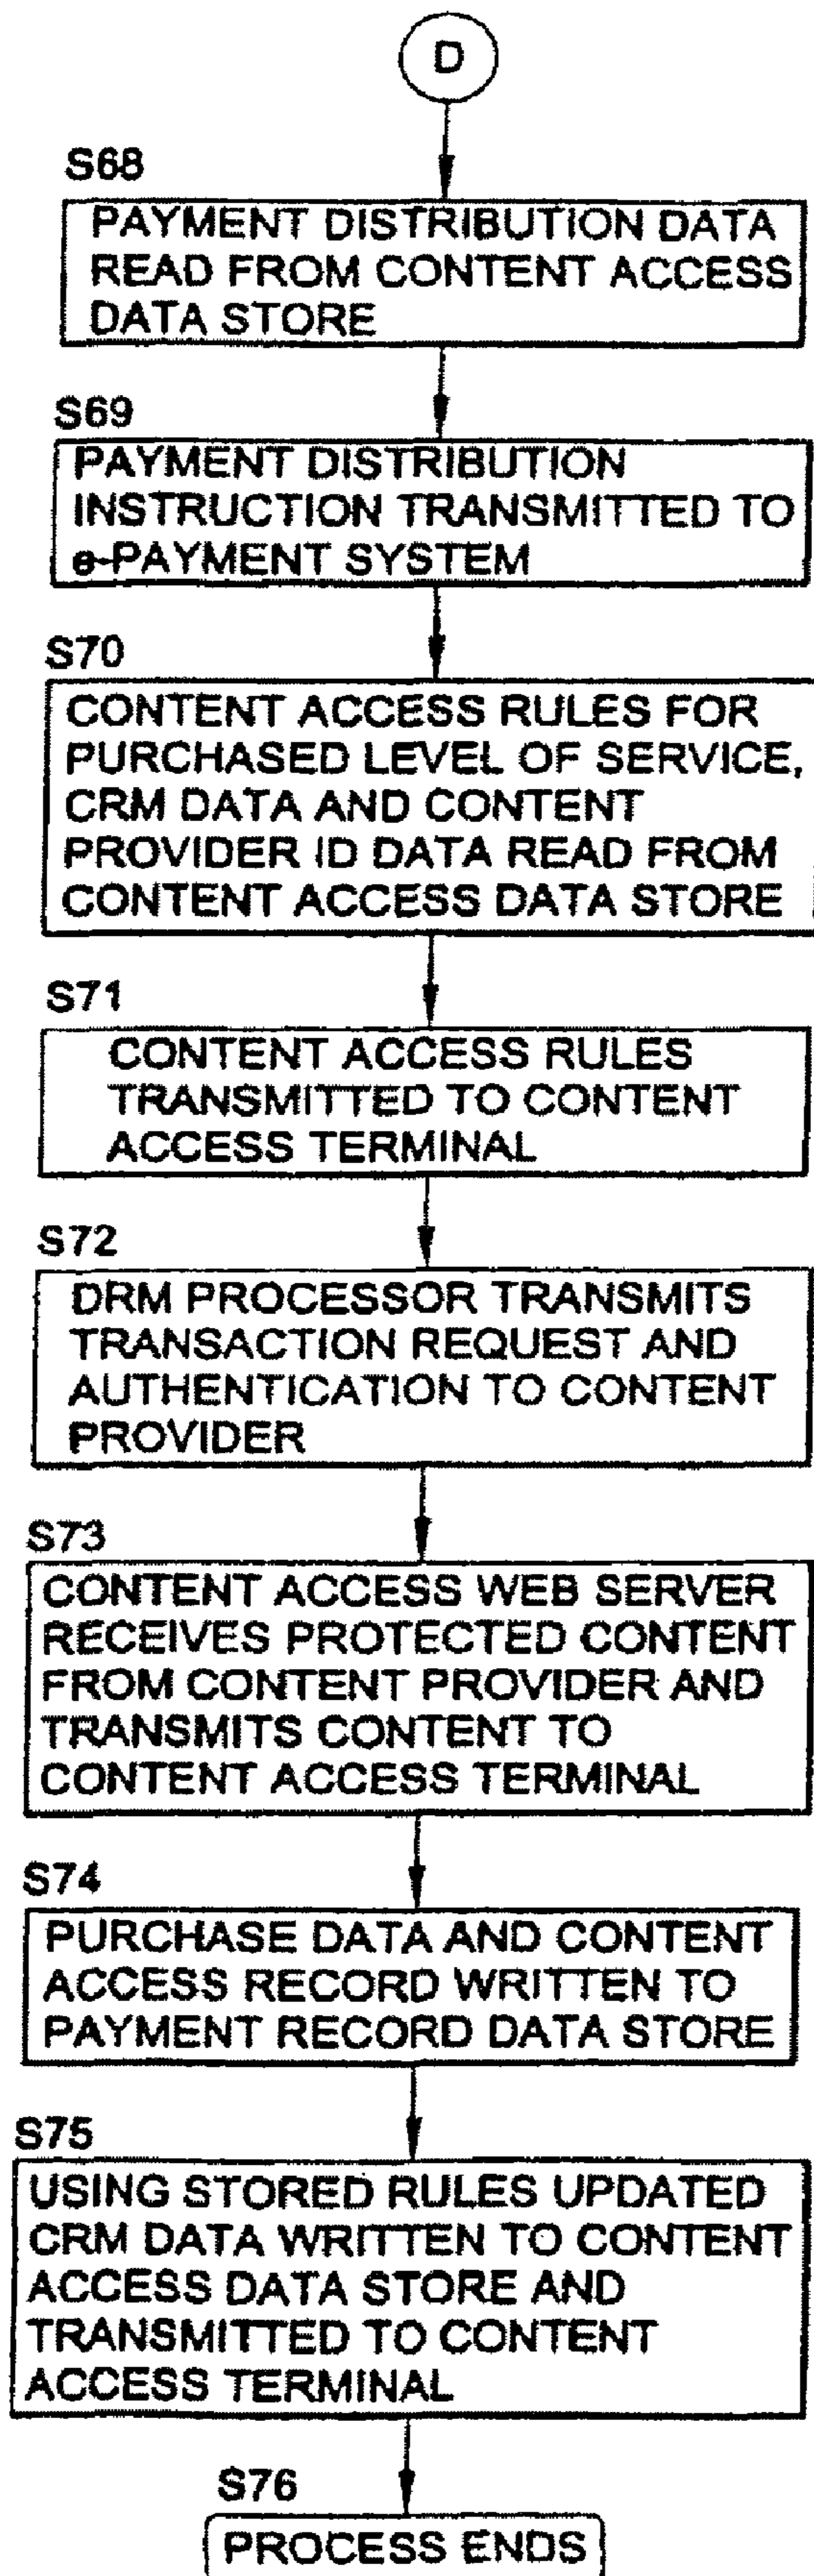 D
S68
PAYMENT DISTRIBUTION DATA
READ FROM CONTENT ACCESS
DATA STORE
S69
PAYMENT DISTRIBUTION
INSTRUCTION TRANSMITTED TO
e-PAYMENT SYSTEM
S70
CONTENT ACCESS RULES FOR
PURCHASED LEVEL OF SERVICE,
CRM DATA AND CONTENT
PROVIDER ID DATA READ FROM
CONTENT ACCESS DATA STORE
S71
CONTENT ACCESS RULES
TRANSMITTED TO CONTENT
ACCESS TERMINAL
S72
DRM PROCESSOR TRANSMITS
TRANSACTION REQUEST AND
AUTHENTICATION TO CONTENT
PROVIDER
S73
CONTENT ACCESS WEB SERVER
RECEIVES PROTECTED CONTENT
FROM CONTENT PROVIDER AND
TRANSMITS CONTENT TO
CONTENT ACCESS TERMINAL
S74
PURCHASE DATA AND CONTENT
ACCESS RECORD WRITTEN TO
PAYMENT RECORD DATA STORE
S75
USING STORED RULES UPDATED
CRM DATA WRITTEN TO CONTENT
ACCESS DATA STORE AND
TRANSMITTED TO CONTENT
ACCESS TERMINAL
S76
PROCESS ENDS